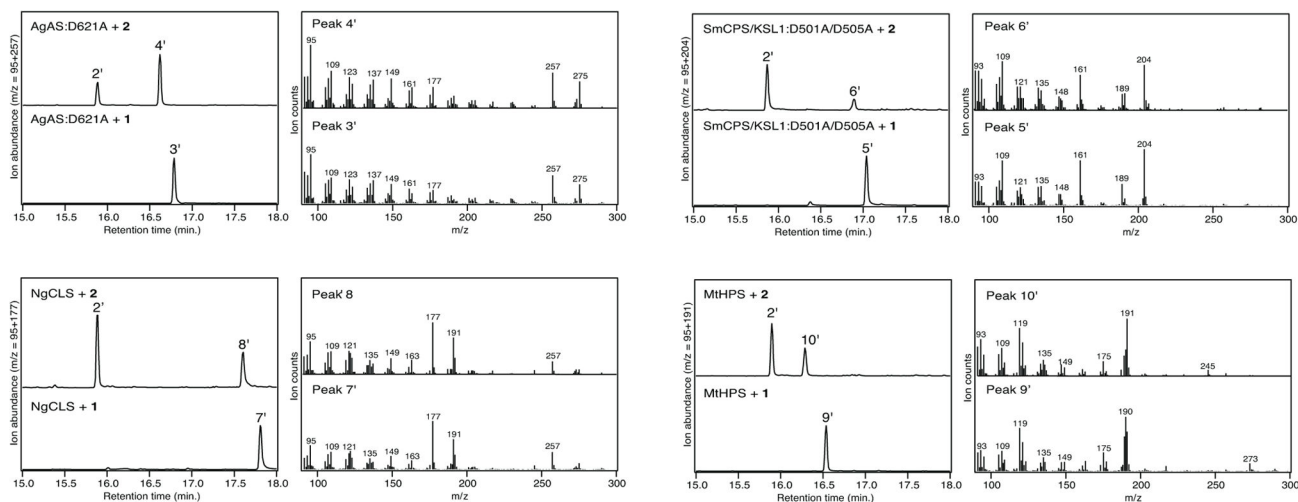 AgAS:D621A + 2
2'
4'
AgAS:D621A + 1
3'
Ion abundance (m/z = 95+257)
15.0 15.5 16.0 16.5 17.0 17.5 18.0
Retention time (min.)
Peak 4'
95
109
123
137
149
161
177
257
275
Peak 3'
95
109
123
137
149
161
177
257
275
Ion counts
100 150 200 250 300
m/z
SmCPS/KSL1:D501A/D505A + 2
2'
6'
SmCPS/KSL1:D501A/D505A + 1
5'
Ion abundance (m/z = 95+204)
15.0 15.5 16.0 16.5 17.0 17.5 18.0
Retention time (min.)
Peak 6'
93
109
121
135
148
161
189
204
Peak 5'
93
109
121
135
148
161
189
204
Ion counts
100 150 200 250 300
m/z
NgCLS + 2
2'
8'
NgCLS + 1
7'
Ion abundance (m/z = 95+177)
15.0 15.5 16.0 16.5 17.0 17.5 18.0
Retention time (min.)
Peak' 8
95
109
121
135
149
163
177
191
257
Peak 7'
95
109
121
135
149
163
177
191
257
Ion counts
100 150 200 250 300
m/z
MtHPS + 2
2'
10'
MtHPS + 1
9'
Ion abundance (m/z = 95+191)
15.0 15.5 16.0 16.5 17.0 17.5 18.0
Retention time (min.)
Peak 10'
93
109
119
135
149
175
191
245
Peak 9'
93
109
119
135
149
175
190
273
Ion counts
100 150 200 250 300
m/z